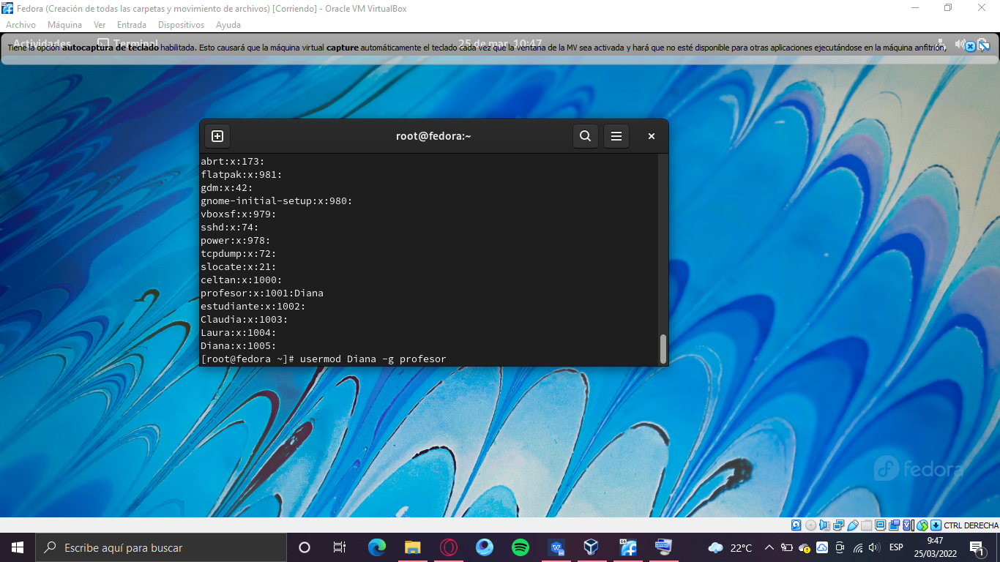 Fedora (Creación de todas las carpetas y movimiento de archivos) [Corriendo] - Oracle VM VirtualBox
Archivo Máquina Ver Entrada Dispositivos Ayuda
Actividades Terminal 25 de mar 10:47
Tiene la opción autocaptura de teclado habilitada. Esto causará que la máquina virtual capture automáticamente el teclado cada vez que la ventana de la MV sea activada y hará que no esté disponible para otras aplicaciones ejecutándose en la máquina anfitrión,
root@fedora:~
abrt:x:173:
flatpak:x:981:
gdm:x:42:
gnome-initial-setup:x:980:
vboxsf:x:979:
sshd:x:74:
power:x:978:
tcpdump:x:72:
slocate:x:21:
celtan:x:1000:
profesor:x:1001:Diana
estudiante:x:1002:
Claudia:x:1003:
Laura:x:1004:
Diana:x:1005:
[root@fedora ~]# usermod Diana -g profesor
fedora
CTRL DERECHA
Escribe aquí para buscar
22°C
ESP
9:47
25/03/2022
1